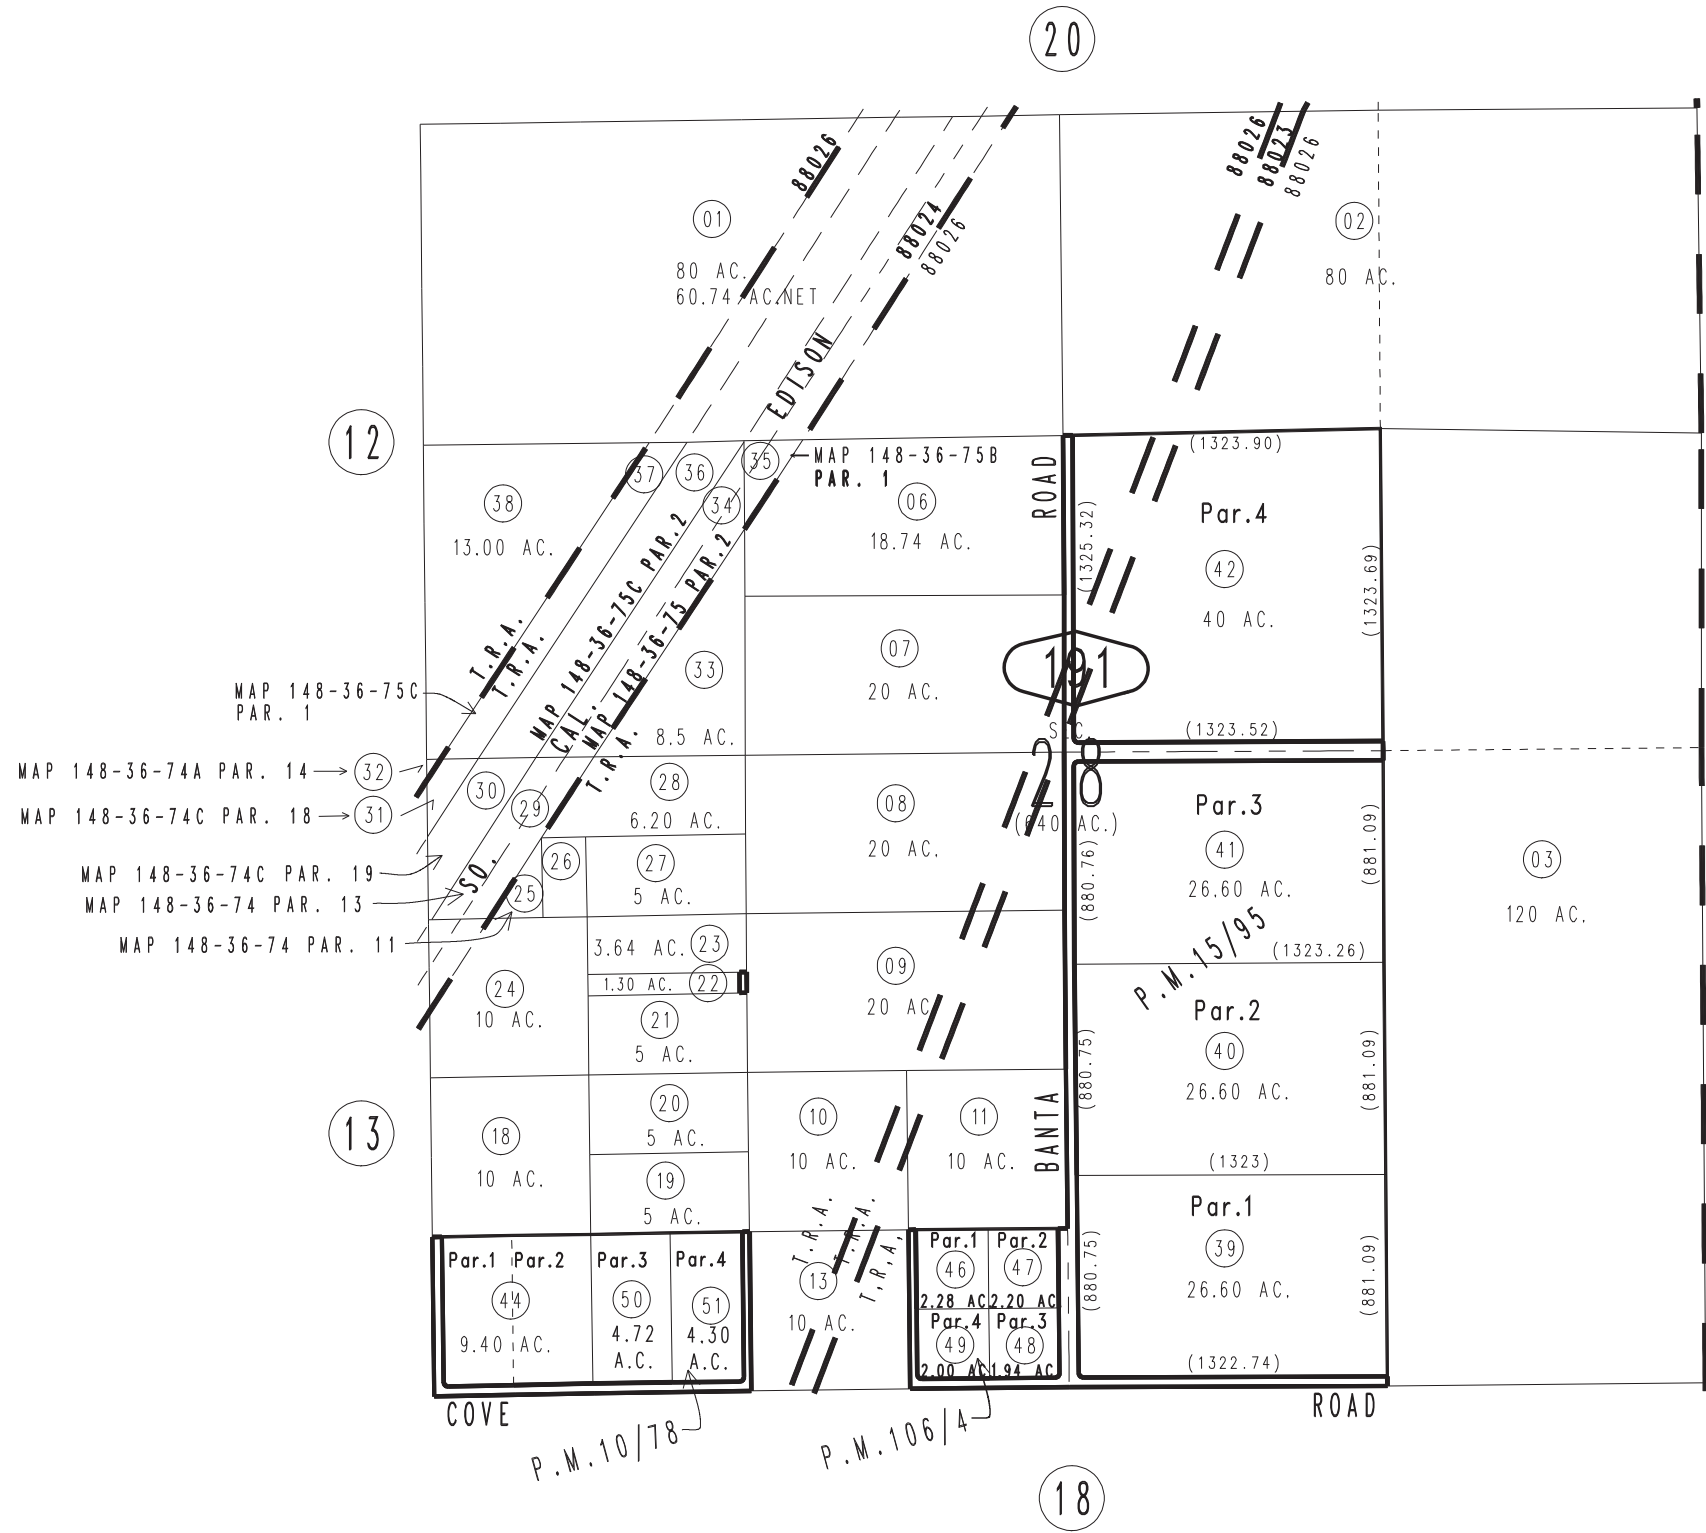 20
88026
88024
88026
88026
88023
88026
01
80 AC.
60.74 AC.NET
02
80 AC.
EDISON
12
37
36
35
34
MAP 148-36-75B
PAR. 1
38
13.00 AC.
06
18.74 AC.
ROAD
(1323.90)
(1325.32)
Par.4
42
40 AC.
(1323.69)
(1323.52)
MAP 148-36-75C PAR.2
CAL.
MAP 148-36-75 PAR.2
T.R.A.
T.R.A.
T.R.A.
33
8.5 AC.
07
20 AC.
191
S C.
28
(640 AC.)
MAP 148-36-75C
PAR. 1
MAP 148-36-74A PAR. 14
32
MAP 148-36-74C PAR. 18
31
30
29
28
6.20 AC.
08
20 AC.
Par.3
41
26.60 AC.
(880.76)
(881.09)
03
120 AC.
MAP 148-36-74C PAR. 19
SO.
MAP 148-36-74 PAR. 13
MAP 148-36-74 PAR. 11
25
26
27
5 AC.
P.M.15/95
(1323.26)
3.64 AC.
23
1.30 AC.
22
24
10 AC.
21
5 AC.
09
20 AC.
Par.2
40
26.60 AC.
(880.75)
(881.09)
(1323)
13
18
10 AC.
20
5 AC.
19
5 AC.
10
10 AC.
11
10 AC.
BANTA
T.R.A.
T.R.A.
T.R.A.
Par.1
39
26.60 AC.
(880.75)
(881.09)
(1322.74)
Par.1
Par.2
44
9.40 AC.
Par.3
50
4.72
A.C.
Par.4
51
4.30
A.C.
13
10 AC.
Par.1
46
2.28 AC
Par.2
47
2.20 AC
Par.4
49
2.00 AC
Par.3
48
1.94 AC
COVE
ROAD
P.M.10/78
P.M.106/4
18